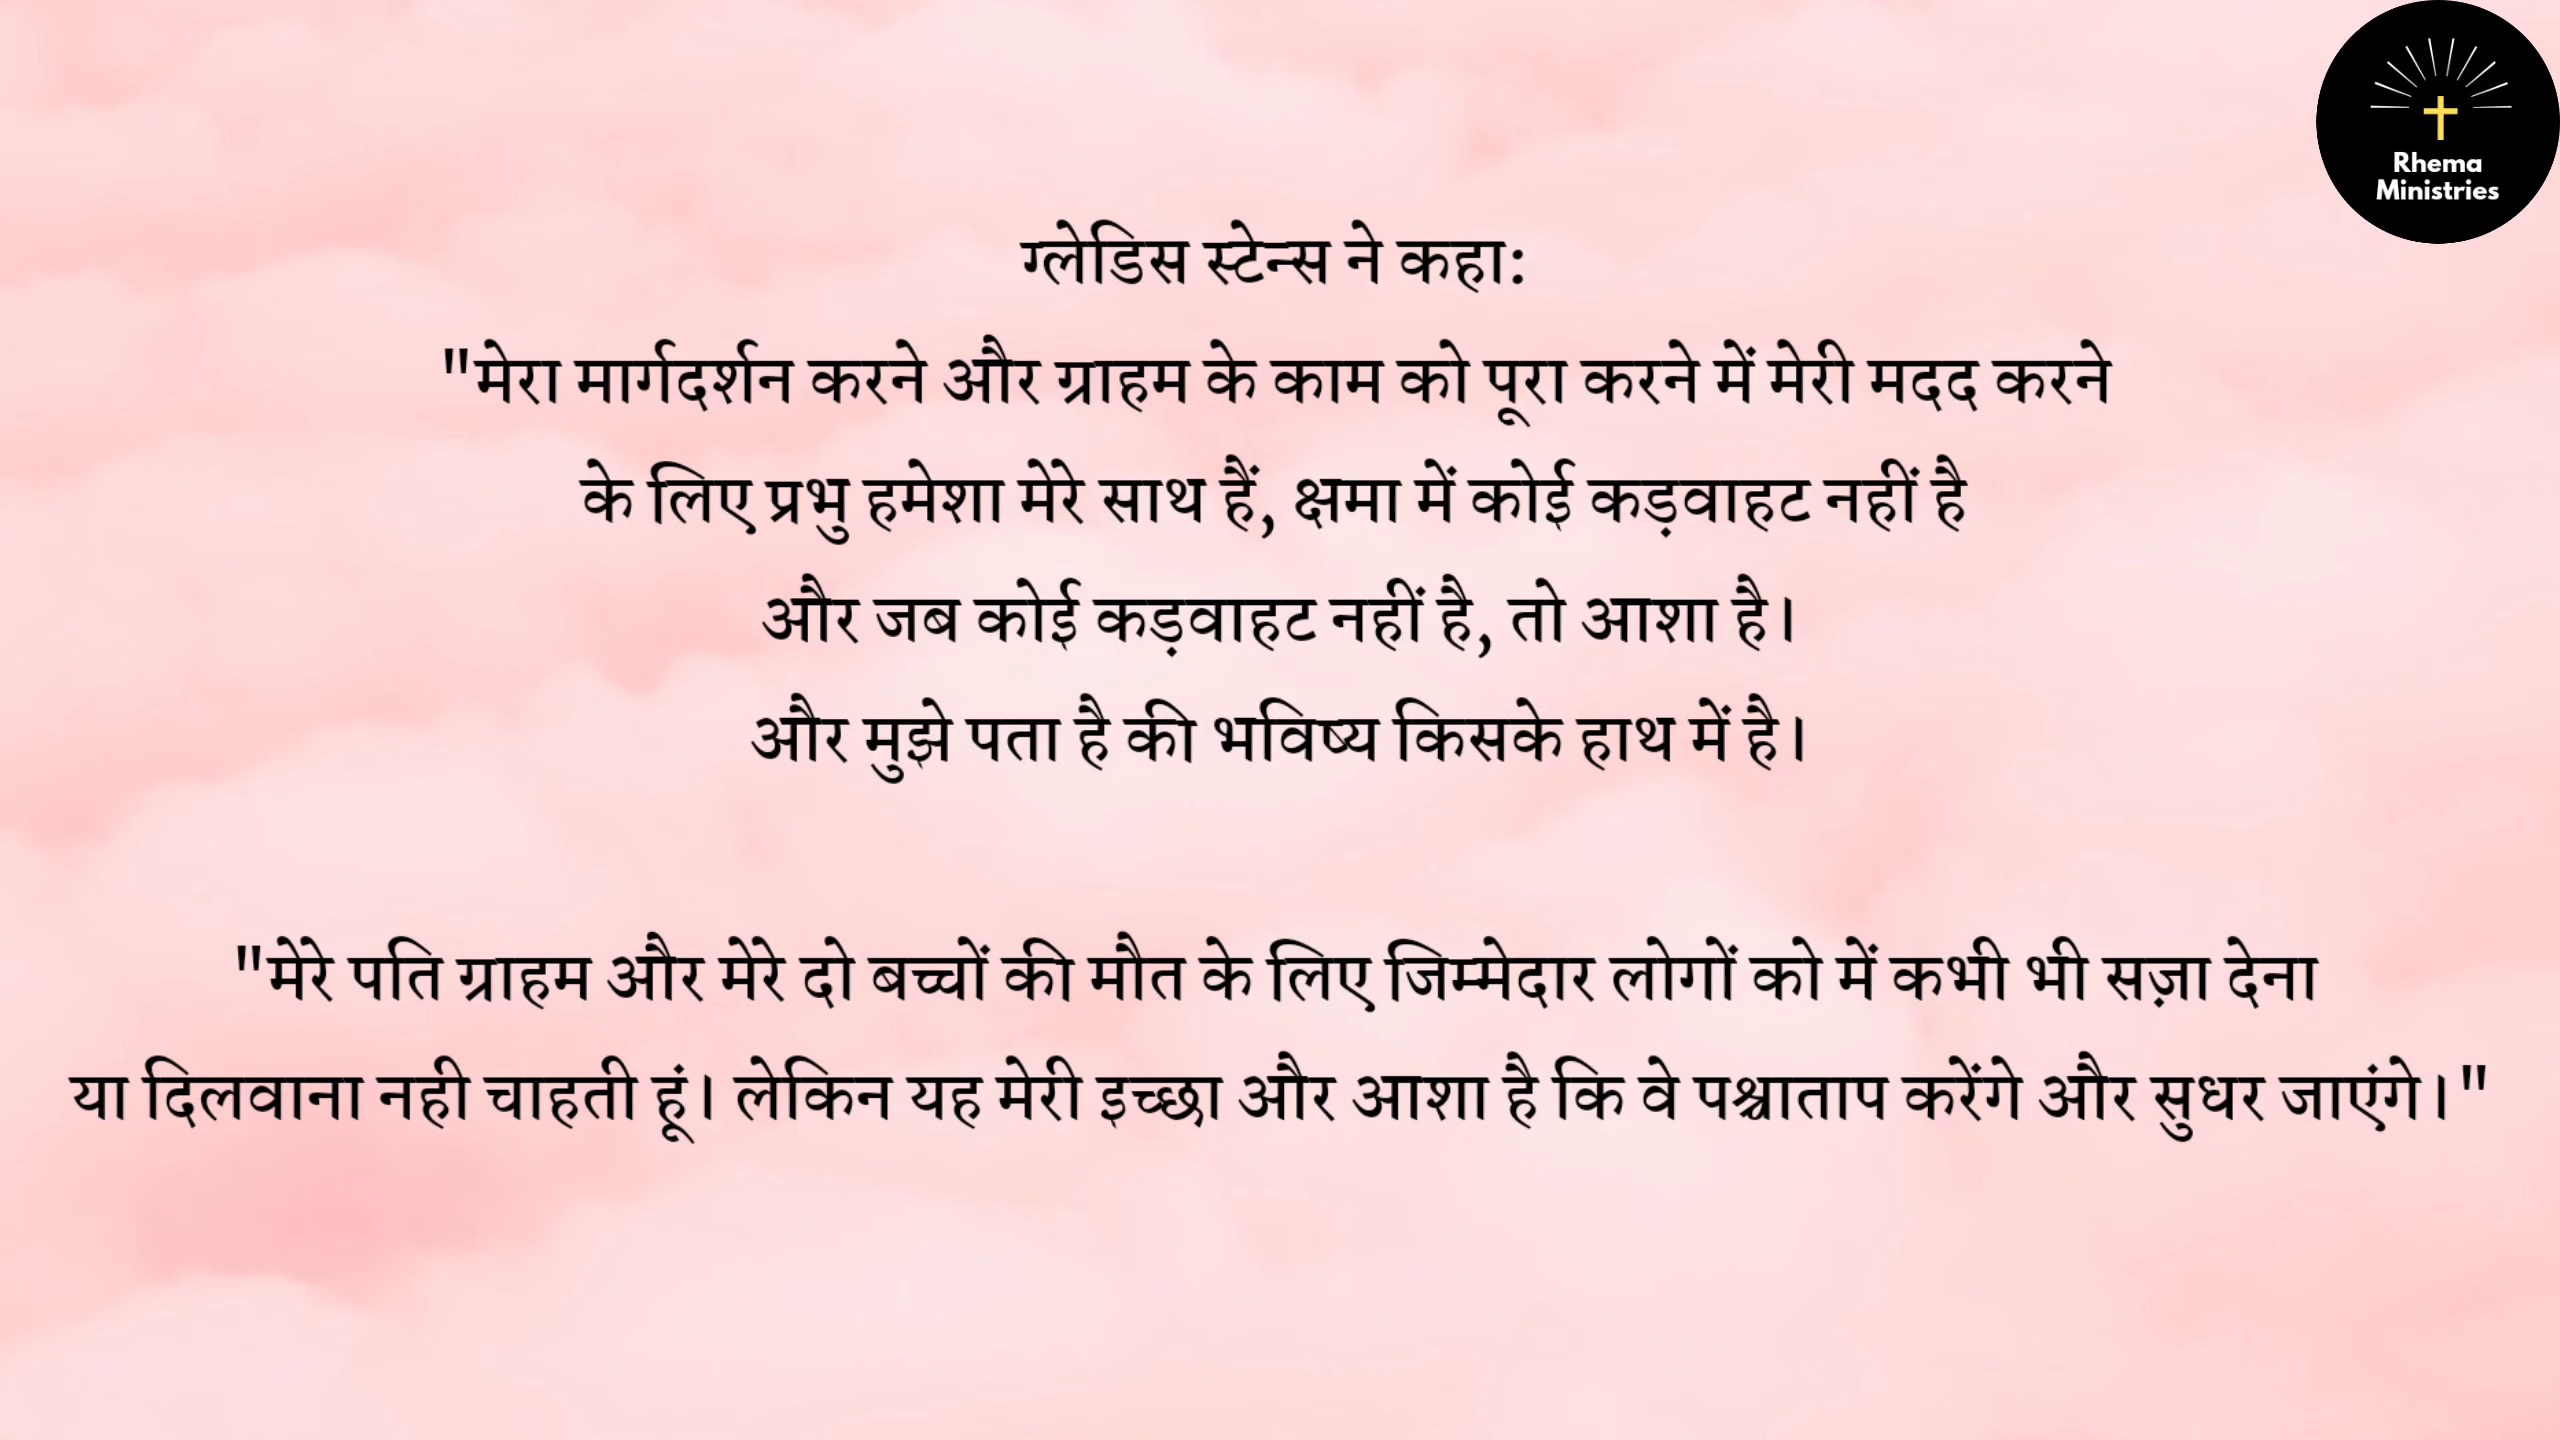 Rhema
Ministries
ग्लेडिस स्टेन्स ने कहा:
"मेरा मार्गदर्शन करने और ग्राहम के काम को पूरा करने में मेरी मदद करने
के लिए प्रभु हमेशा मेरे साथ हैं, क्षमा में कोई कड़वाहट नहीं है
और जब कोई कड़वाहट नहीं है, तो आशा है।
और मुझे पता है की भविष्य किसके हाथ में है।
"मेरे पति ग्राहम और मेरे दो बच्चों की मौत के लिए जिम्मेदार लोगों को में कभी भी सज़ा देना
या दिलवाना नही चाहती हूं। लेकिन यह मेरी इच्छा और आशा है कि वे पश्चाताप करेंगे और सुधर जाएंगे।"